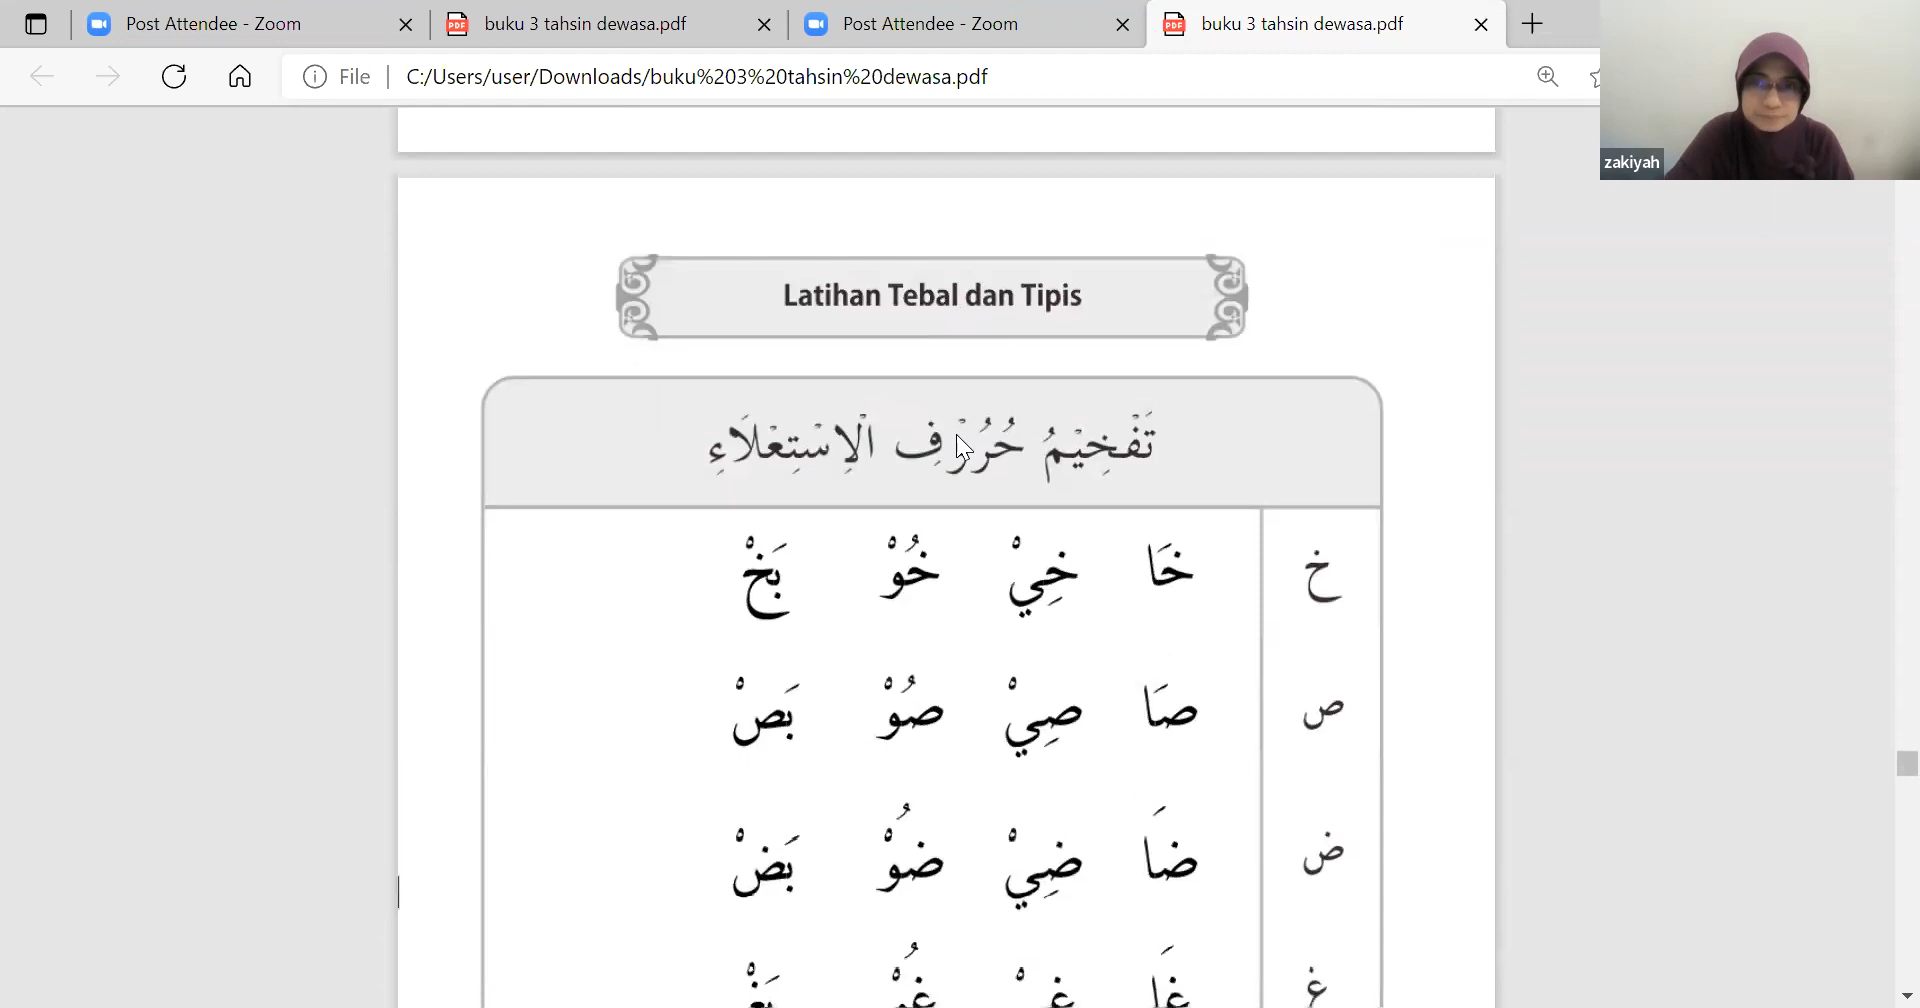 Post Attendee - Zoom
buku 3 tahsin dewasa.pdf
Post Attendee - Zoom
buku 3 tahsin dewasa.pdf
File
C:/Users/user/Downloads/buku%203%20tahsin%20dewasa.pdf
zakiyah
Latihan Tebal dan Tipis
تَفْخِيْمُ حُرُوْفِ الْاِسْتِعْلَاءِ
خ خَا خِيْ خُوْ بَخْ
ص صَا صِيْ صُوْ بَصْ
ض ضَا ضِيْ ضُوْ بَضْ
غ غَا غِيْ غُوْ بَغْ